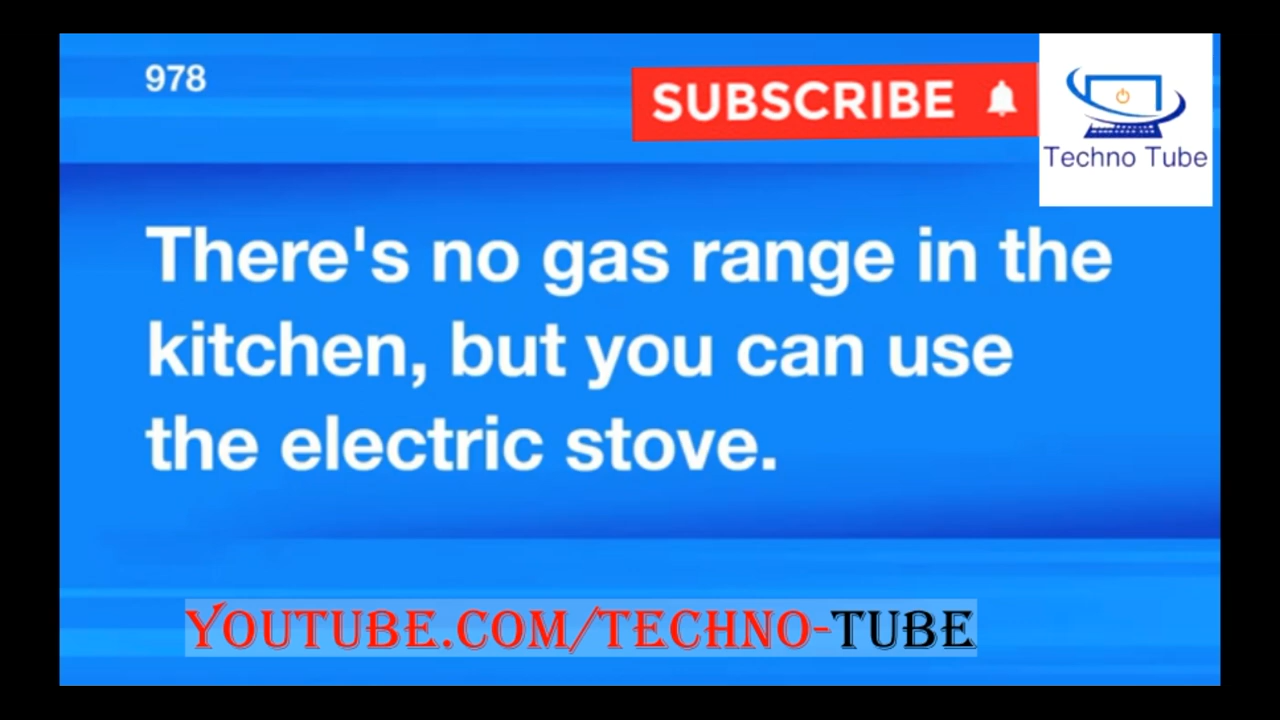 978
SUBSCRIBE
Techno Tube
There's no gas range in the
kitchen, but you can use
the electric stove.
YOUTUBE.COM/TECHNO-TUBE